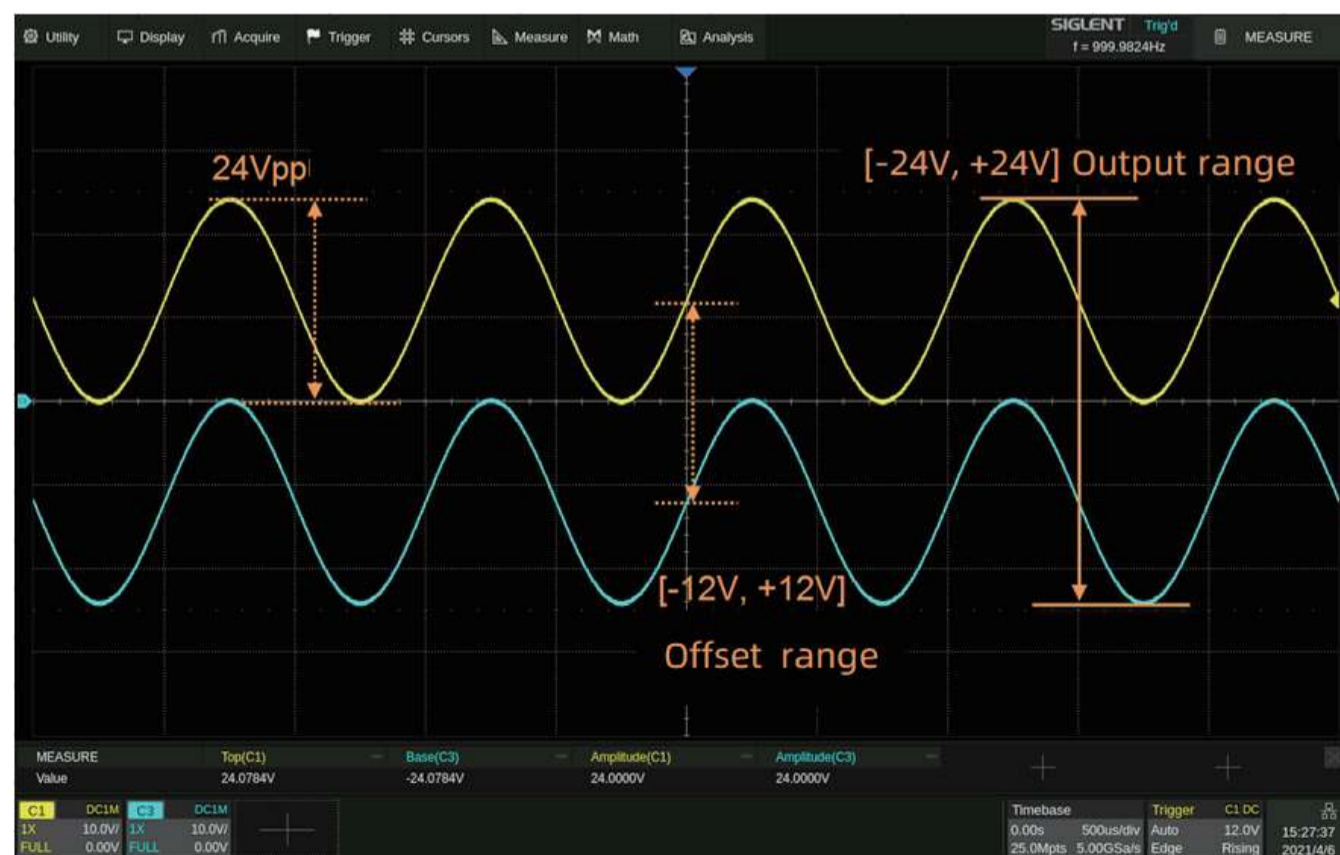 Utility Display Acquire Trigger Cursors Measure Math Analysis SIGLENT Trig'd MEASURE
f = 999.9824Hz
24Vpp
[-24V, +24V] Output range
[-12V, +12V]
Offset range
MEASURE Top(C1) Base(C3) Amplitude(C1) Amplitude(C3)
Value 24.0784V -24.0784V 24.0000V 24.0000V
C1 DC1M C3 DC1M Timebase Trigger C1 DC
1X 10.0V/ 1X 10.0V/ 0.00s 500us/div Auto 12.0V 15:27:37
FULL 0.00V FULL 0.00V 25.0Mpts 5.00GSa/s Edge Rising 2021/4/6